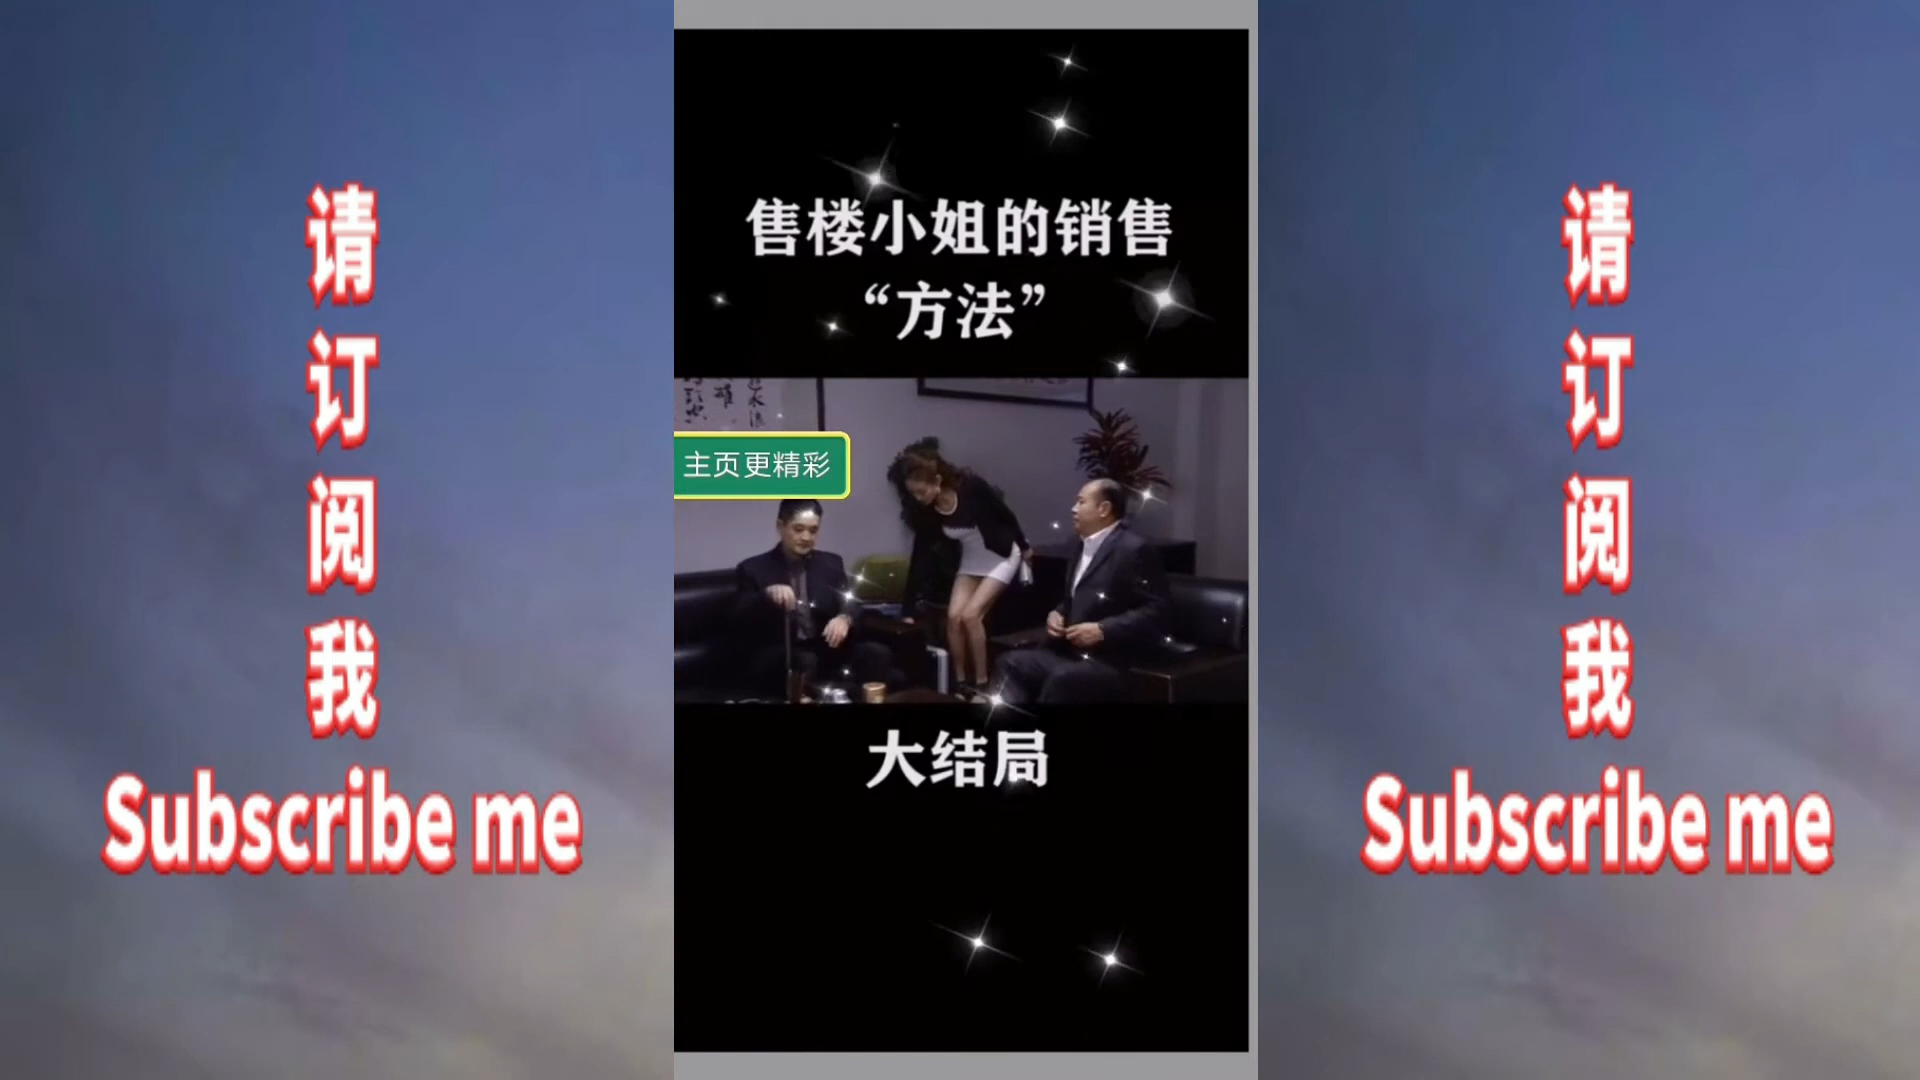 请
订
阅
我
Subscribe me
售楼小姐的销售
“方法”
主页更精彩
大结局
请
订
阅
我
Subscribe me